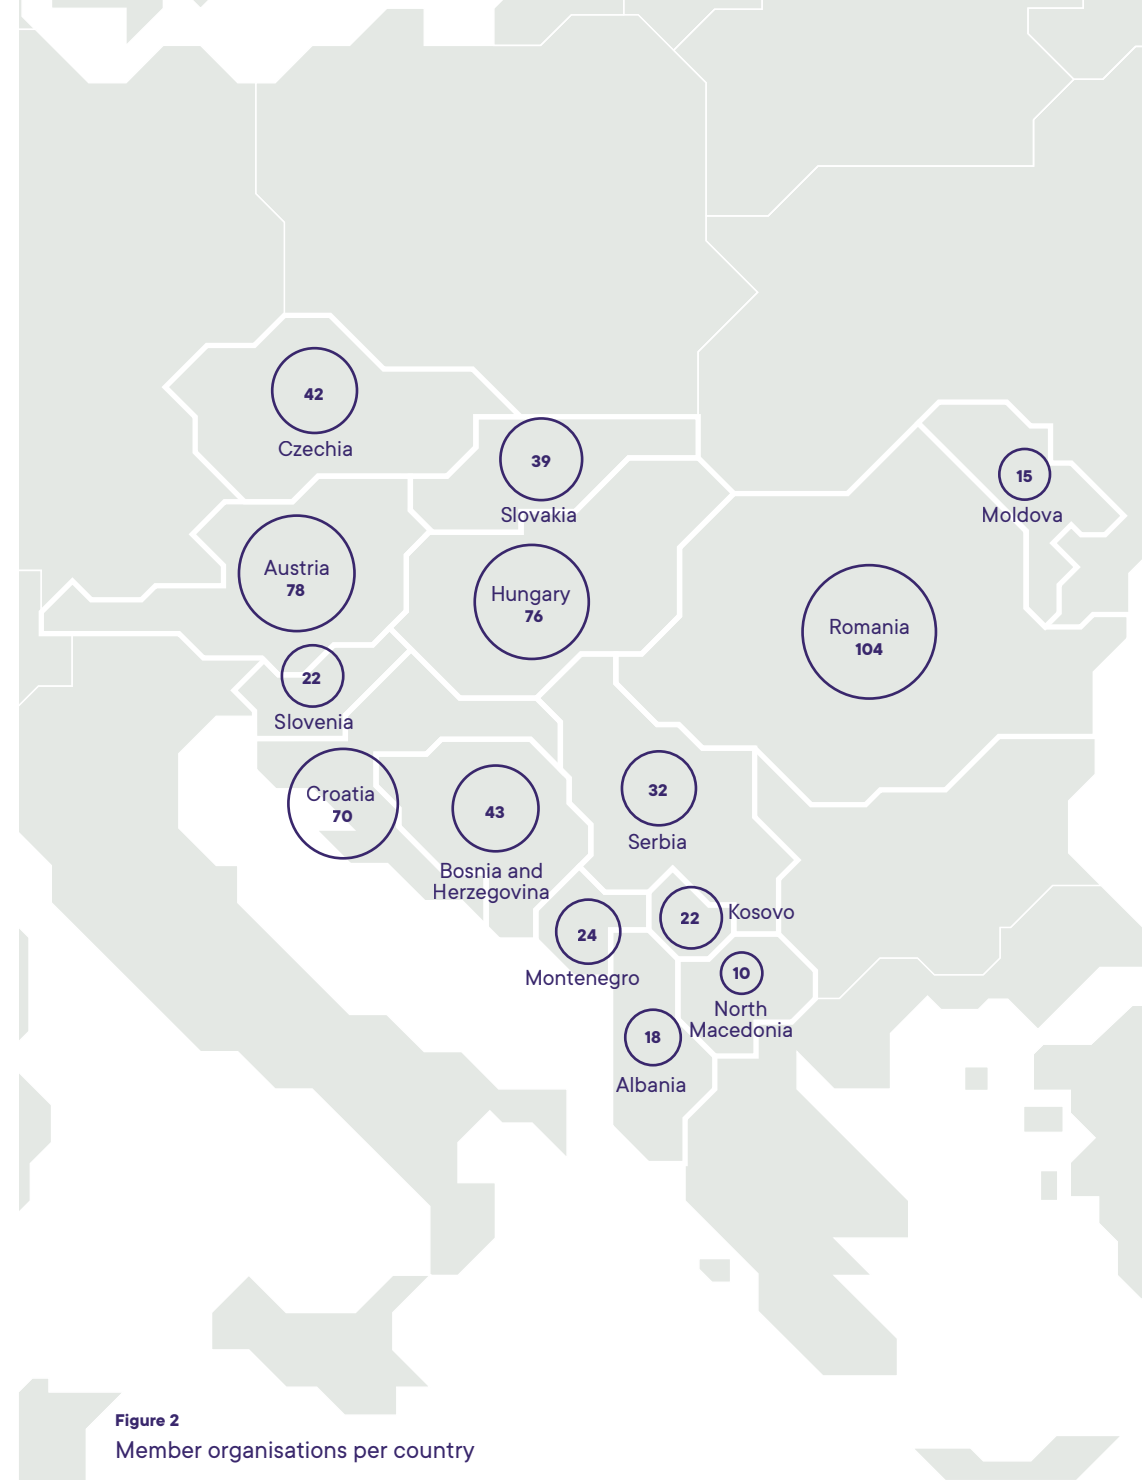 42
Czechia
39
Slovakia
15
Moldova
Austria
78
Hungary
76
Romania
104
22
Slovenia
Croatia
70
43
Bosnia and
Herzegovina
32
Serbia
22
Kosovo
24
Montenegro
10
North
Macedonia
18
Albania
Figure 2
Member organisations per country